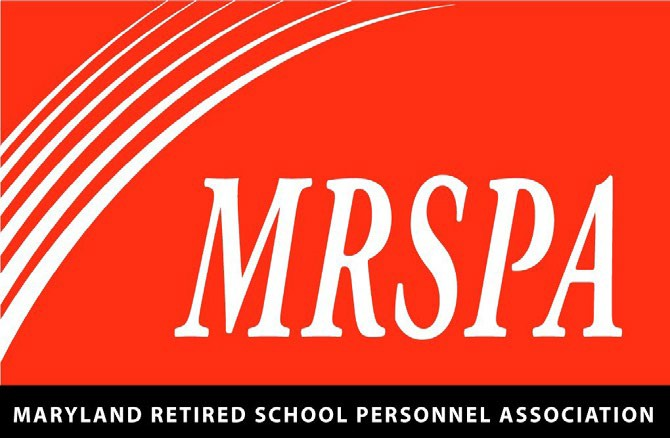 MRSPA
MARYLAND RETIRED SCHOOL PERSONNEL ASSOCIATION